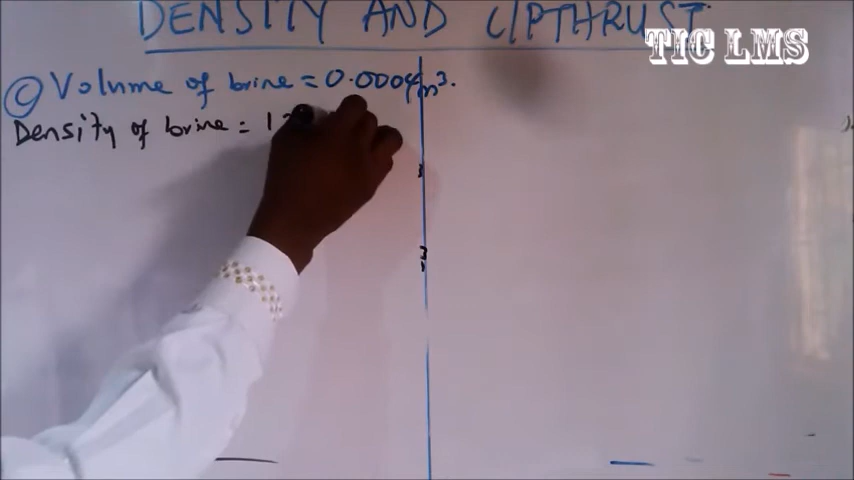 DENSITY AND UPTHRUST
TIC LMS
Ⓒ Volume of brine = 0.0004m³.
Density of brine = 1